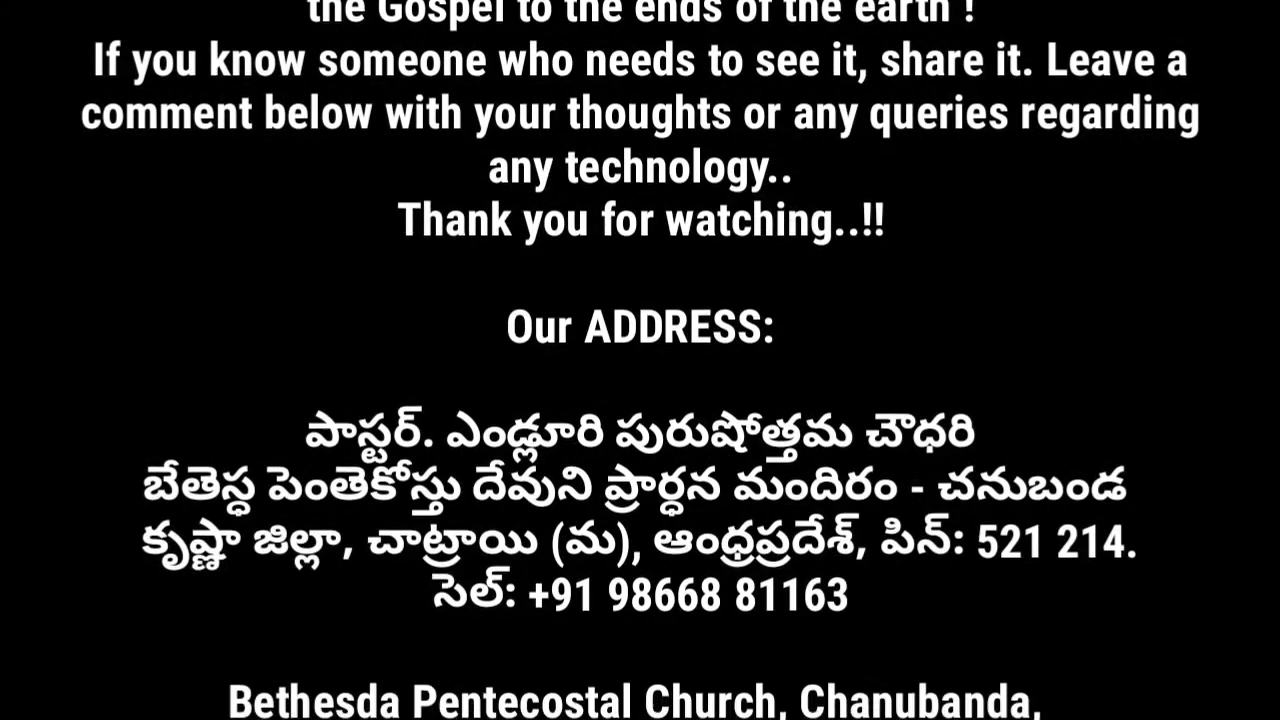 the Gospel to the ends of the earth !
If you know someone who needs to see it, share it. Leave a
comment below with your thoughts or any queries regarding
any technology..
Thank you for watching..!!
Our ADDRESS:
పాస్టర్. ఎండ్లూరి పురుషోత్తమ చౌధరి
బేతెస్ధ పెంతెకోస్తు దేవుని ప్రార్ధన మందిరం - చనుబండ
కృష్ణా జిల్లా, చాట్రాయి (మ), ఆంధ్రప్రదేశ్, పిన్: 521 214.
సెల్: +91 98668 81163
Bethesda Pentecostal Church, Chanubanda,